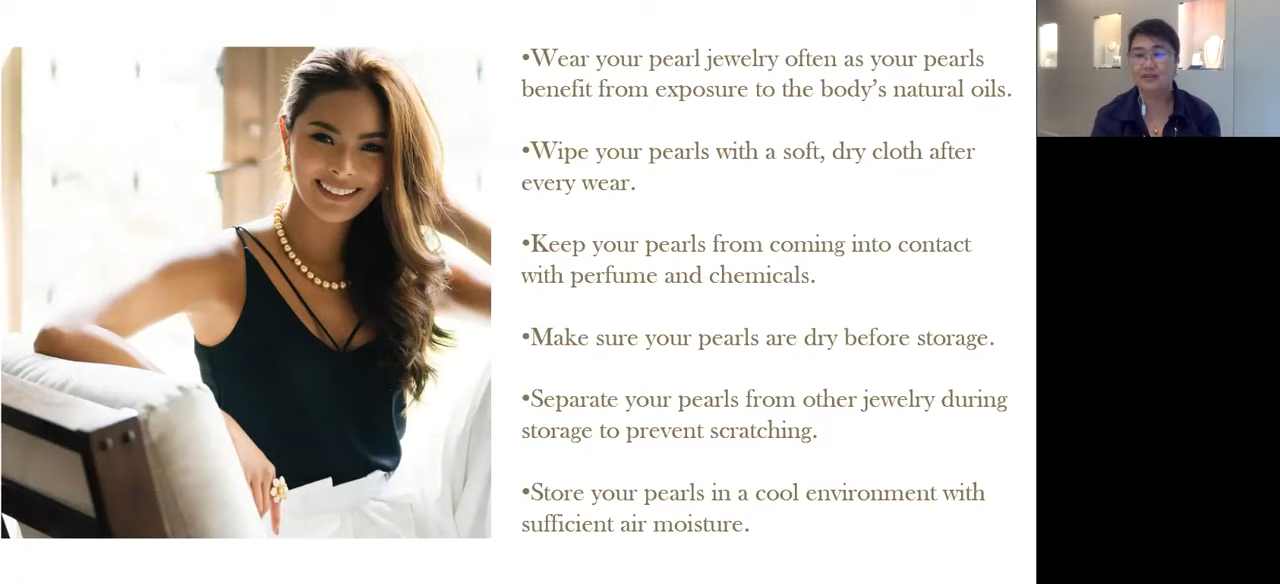 •Wear your pearl jewelry often as your pearls
benefit from exposure to the body’s natural oils.
•Wipe your pearls with a soft, dry cloth after
every wear.
•Keep your pearls from coming into contact
with perfume and chemicals.
•Make sure your pearls are dry before storage.
•Separate your pearls from other jewelry during
storage to prevent scratching.
•Store your pearls in a cool environment with
sufficient air moisture.